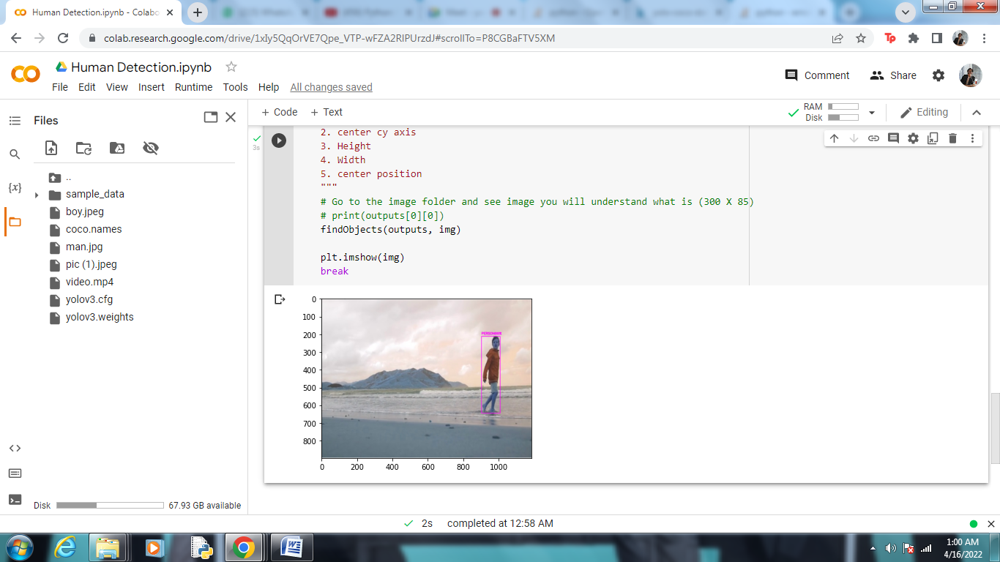 Human Detection.ipynb - Colabo
colab.research.google.com/drive/1xIy5QqOrVE7Qpe_VTP-wFZA2RlPUrzdJ#scrollTo=P8CGBaFTV5XM
Human Detection.ipynb
Comment
Share
File Edit View Insert Runtime Tools Help All changes saved
Files
+ Code + Text
RAM
Disk
Editing
3s
2. center cy axis
3. Height
4. Width
5. center position
"""
# Go to the image folder and see image you will understand what is (300 X 85)
# print(outputs[0][0])
findObjects(outputs, img)
plt.imshow(img)
break
{x}
..
sample_data
boy.jpeg
coco.names
man.jpg
pic (1).jpeg
video.mp4
yolov3.cfg
yolov3.weights
0
100
200
300
400
500
600
700
800
0 200 400 600 800 1000
Disk 67.93 GB available
2s completed at 12:58 AM
1:00 AM
4/16/2022